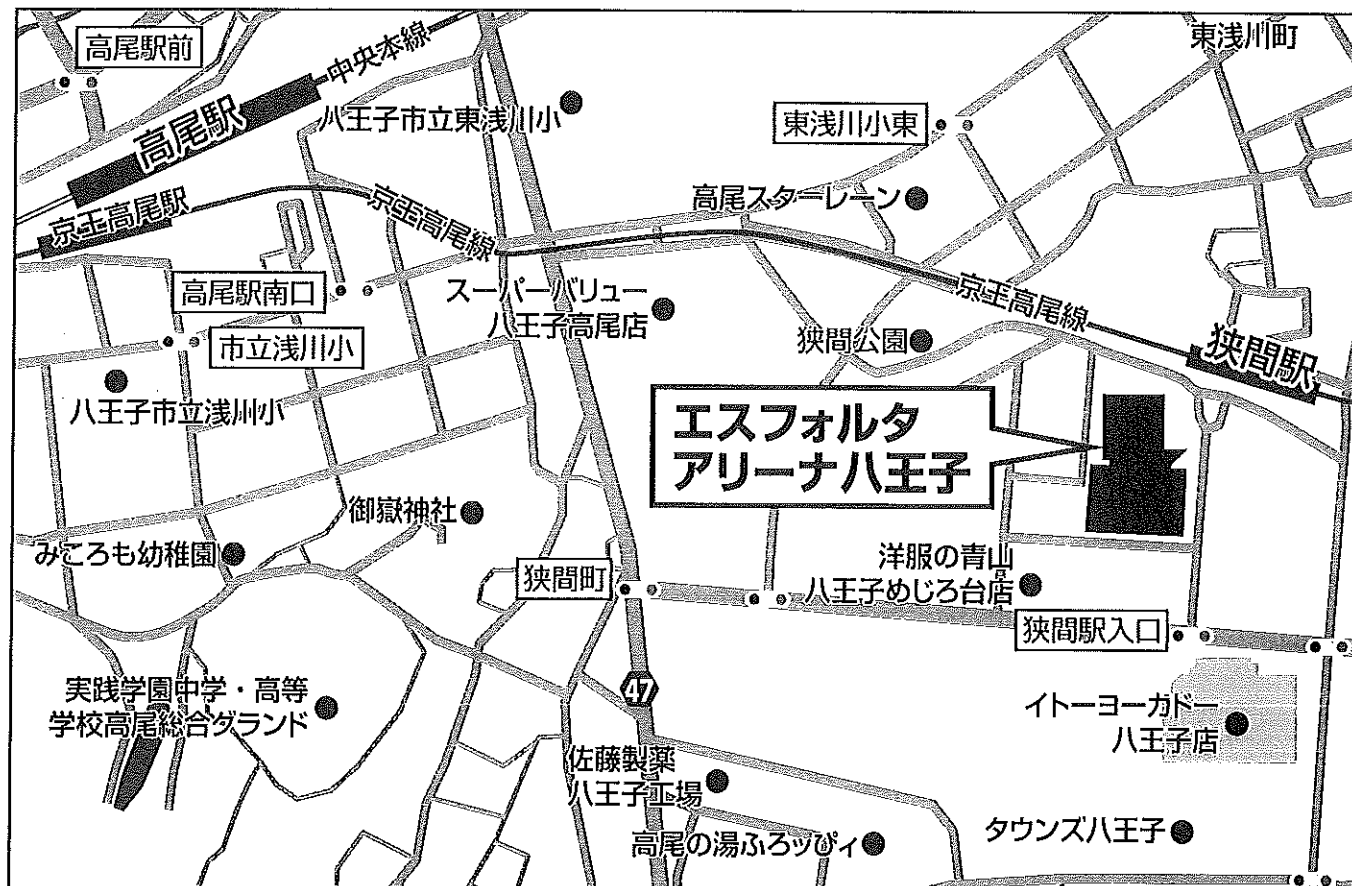 高尾駅前
中央本線
東浅川町
高尾駅
八王子市立東浅川小
東浅川小東
京王高尾駅
京王高尾線
高尾スターレーン
高尾駅南口
スーパーバリュー
八王子高尾店
京王高尾線
市立浅川小
狭間公園
狭間駅
八王子市立浅川小
エスフォルタ
アリーナ八王子
御嶽神社
みころも幼稚園
狭間町
洋服の青山
八王子めじろ台店
狭間駅入口
実践学園中学・高等
学校高尾総合グランド
47
イトーヨーカドー
八王子店
佐藤製薬
八王子工場
高尾の湯ふろッぴィ
タウンズ八王子